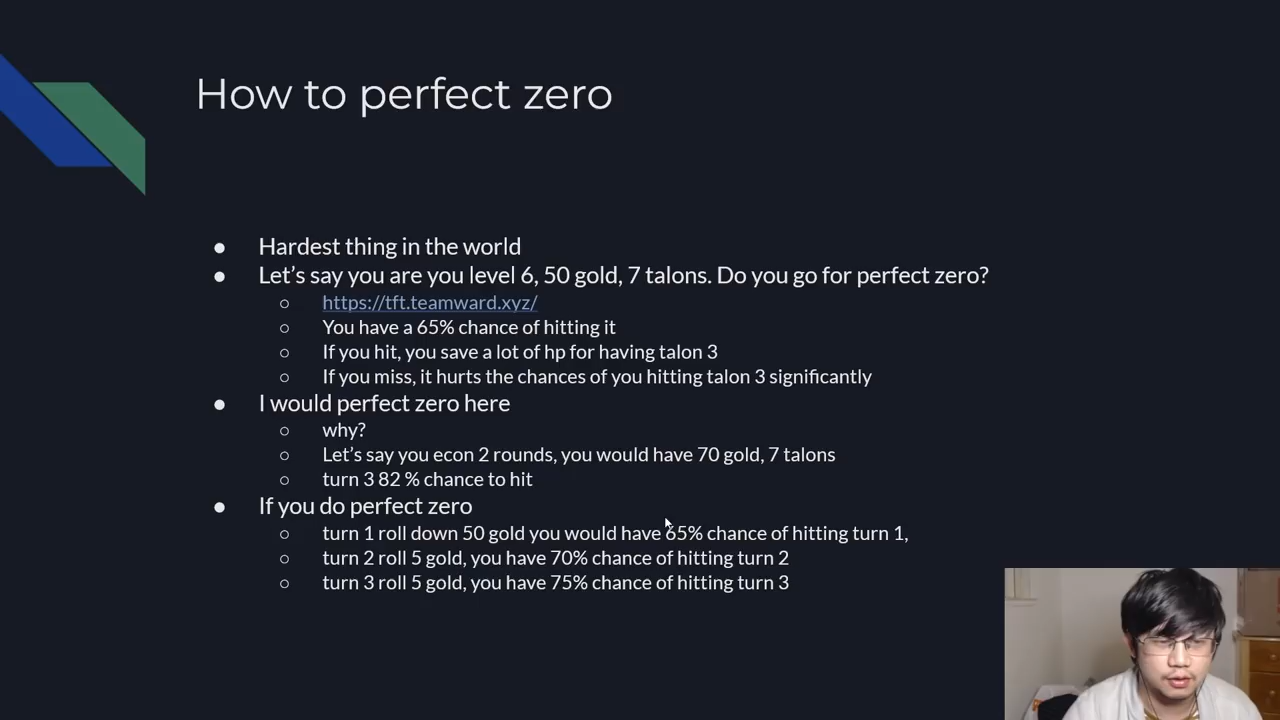 How to perfect zero
● Hardest thing in the world
● Let's say you are you level 6, 50 gold, 7 talons. Do you go for perfect zero?
○ https://tft.teamward.xyz/
○ You have a 65% chance of hitting it
○ If you hit, you save a lot of hp for having talon 3
○ If you miss, it hurts the chances of you hitting talon 3 significantly
● I would perfect zero here
○ why?
○ Let's say you econ 2 rounds, you would have 70 gold, 7 talons
○ turn 3 82 % chance to hit
● If you do perfect zero
○ turn 1 roll down 50 gold you would have 65% chance of hitting turn 1,
○ turn 2 roll 5 gold, you have 70% chance of hitting turn 2
○ turn 3 roll 5 gold, you have 75% chance of hitting turn 3